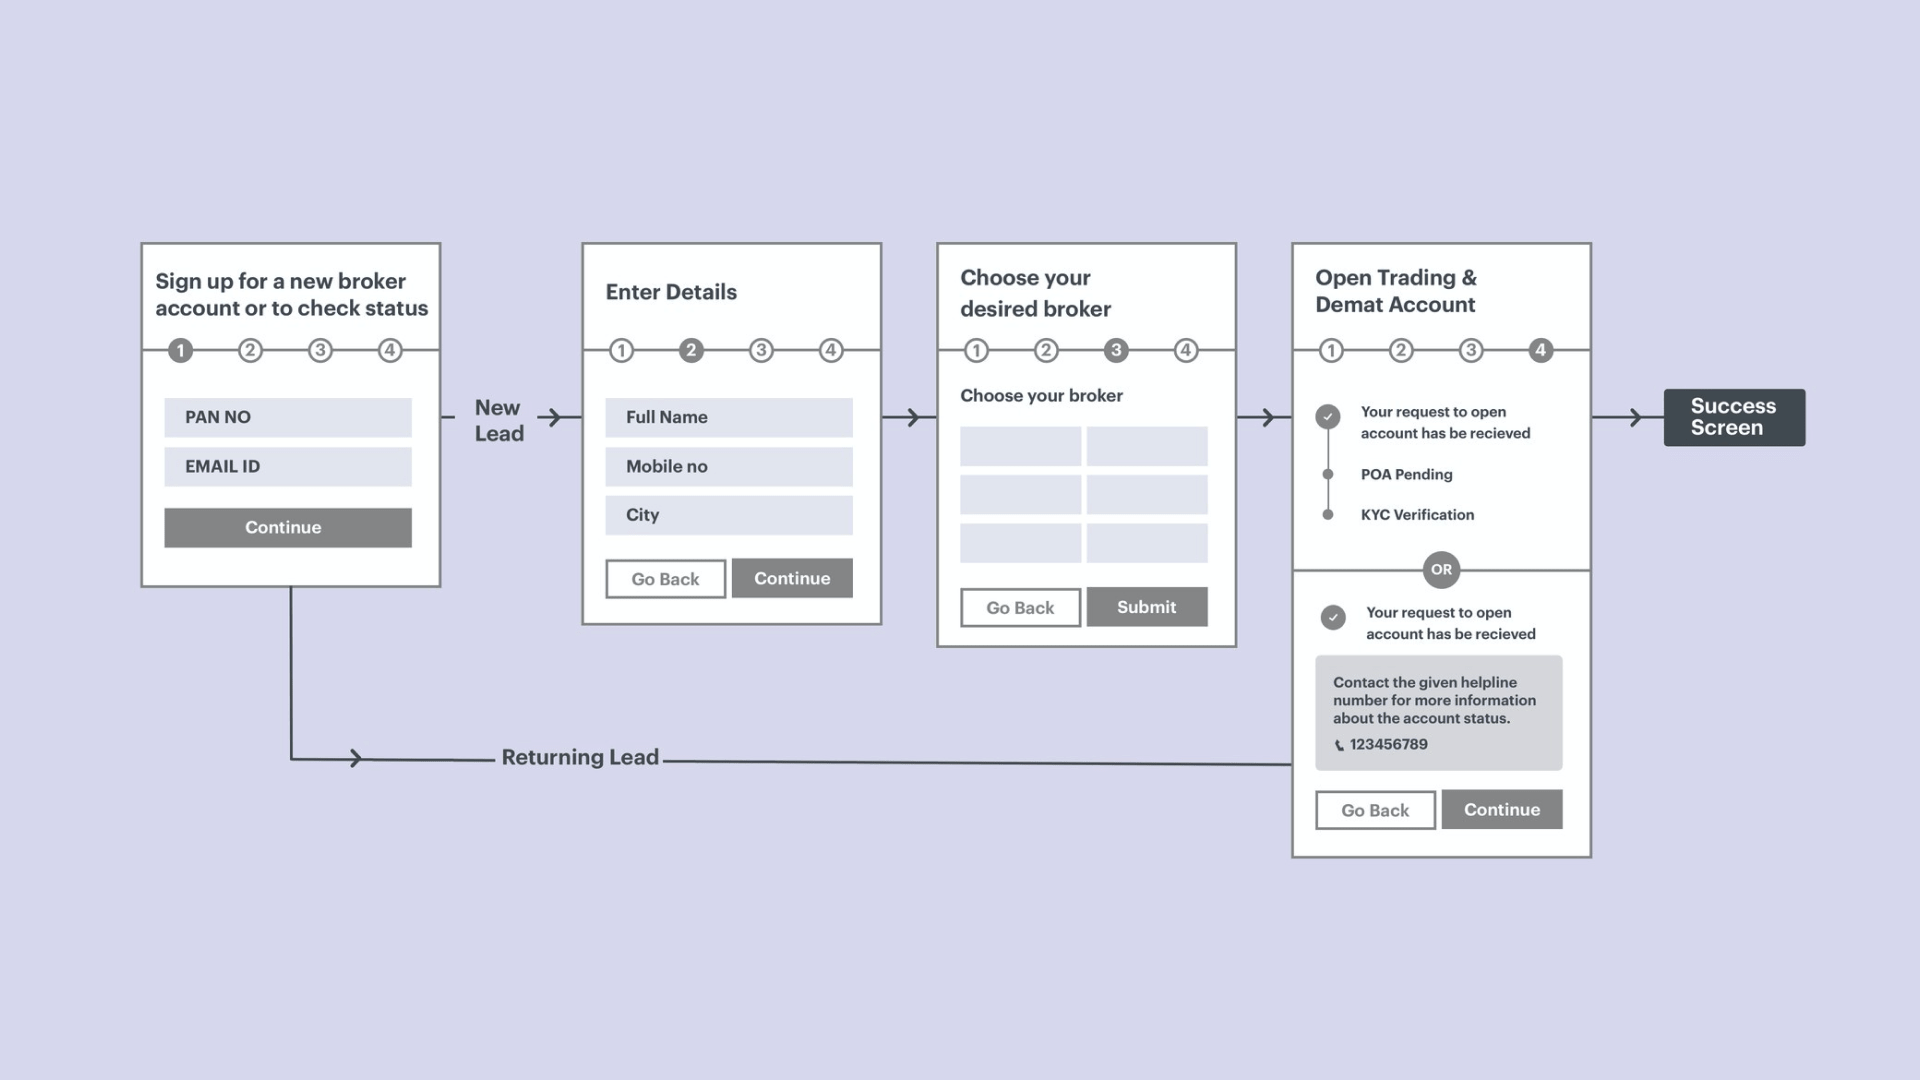 Sign up for a new broker
account or to check status
1 2 3 4
PAN NO
EMAIL ID
Continue
New
Lead
Enter Details
1 2 3 4
Full Name
Mobile no
City
Go Back Continue
Choose your
desired broker
1 2 3 4
Choose your broker
Go Back Submit
Open Trading &
Demat Account
1 2 3 4
Your request to open
account has be recieved
POA Pending
KYC Verification
OR
Your request to open
account has be recieved
Contact the given helpline
number for more information
about the account status.
123456789
Go Back Continue
Success
Screen
Returning Lead